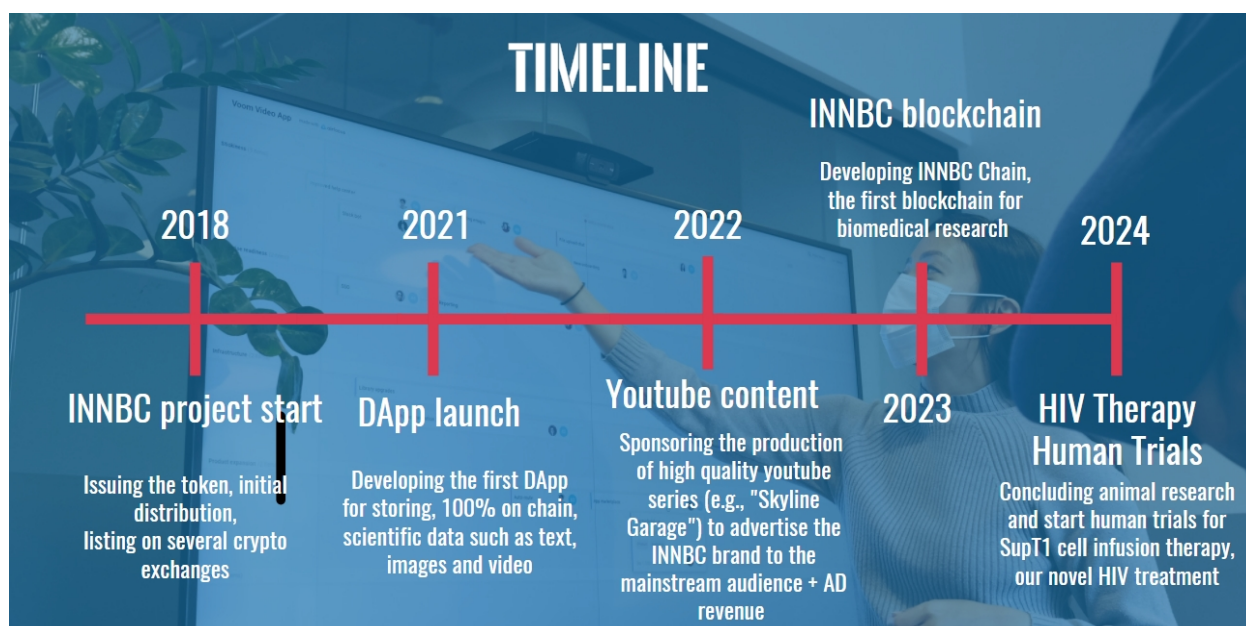 TIMELINE
2018
INNBC project start
Issuing the token, initial
distribution,
listing on several crypto
exchanges
2021
DApp launch
Developing the first DApp
for storing, 100% on chain,
scientific data such as text,
images and video
2022
Youtube content
Sponsoring the production
of high quality youtube
series (e.g., "Skyline
Garage") to advertise the
INNBC brand to the
mainstream audience + AD
revenue
INNBC blockchain
Developing INNBC Chain,
the first blockchain for
biomedical research
2023
2024
HIV Therapy
Human Trials
Concluding animal research
and start human trials for
SupT1 cell infusion therapy,
our novel HIV treatment
Voom Video App